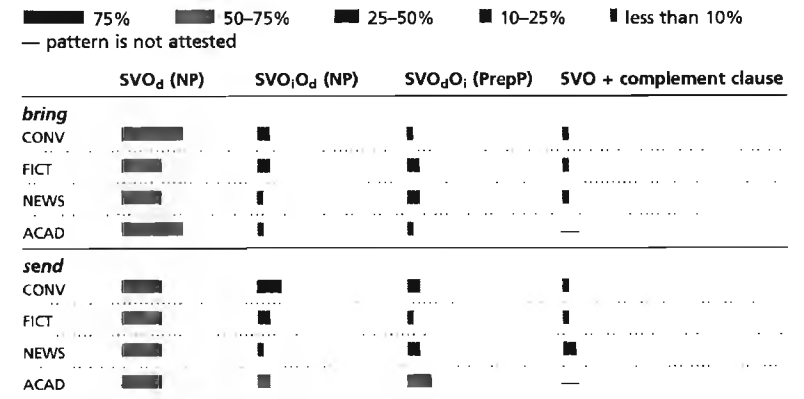 75% 50–75% 25–50% 10–25% less than 10%
— pattern is not attested
SVOd (NP) SVOiOd (NP) SVOdOi (PrepP) SVO + complement clause
bring
CONV
FICT
NEWS
ACAD —
send
CONV
FICT
NEWS
ACAD —